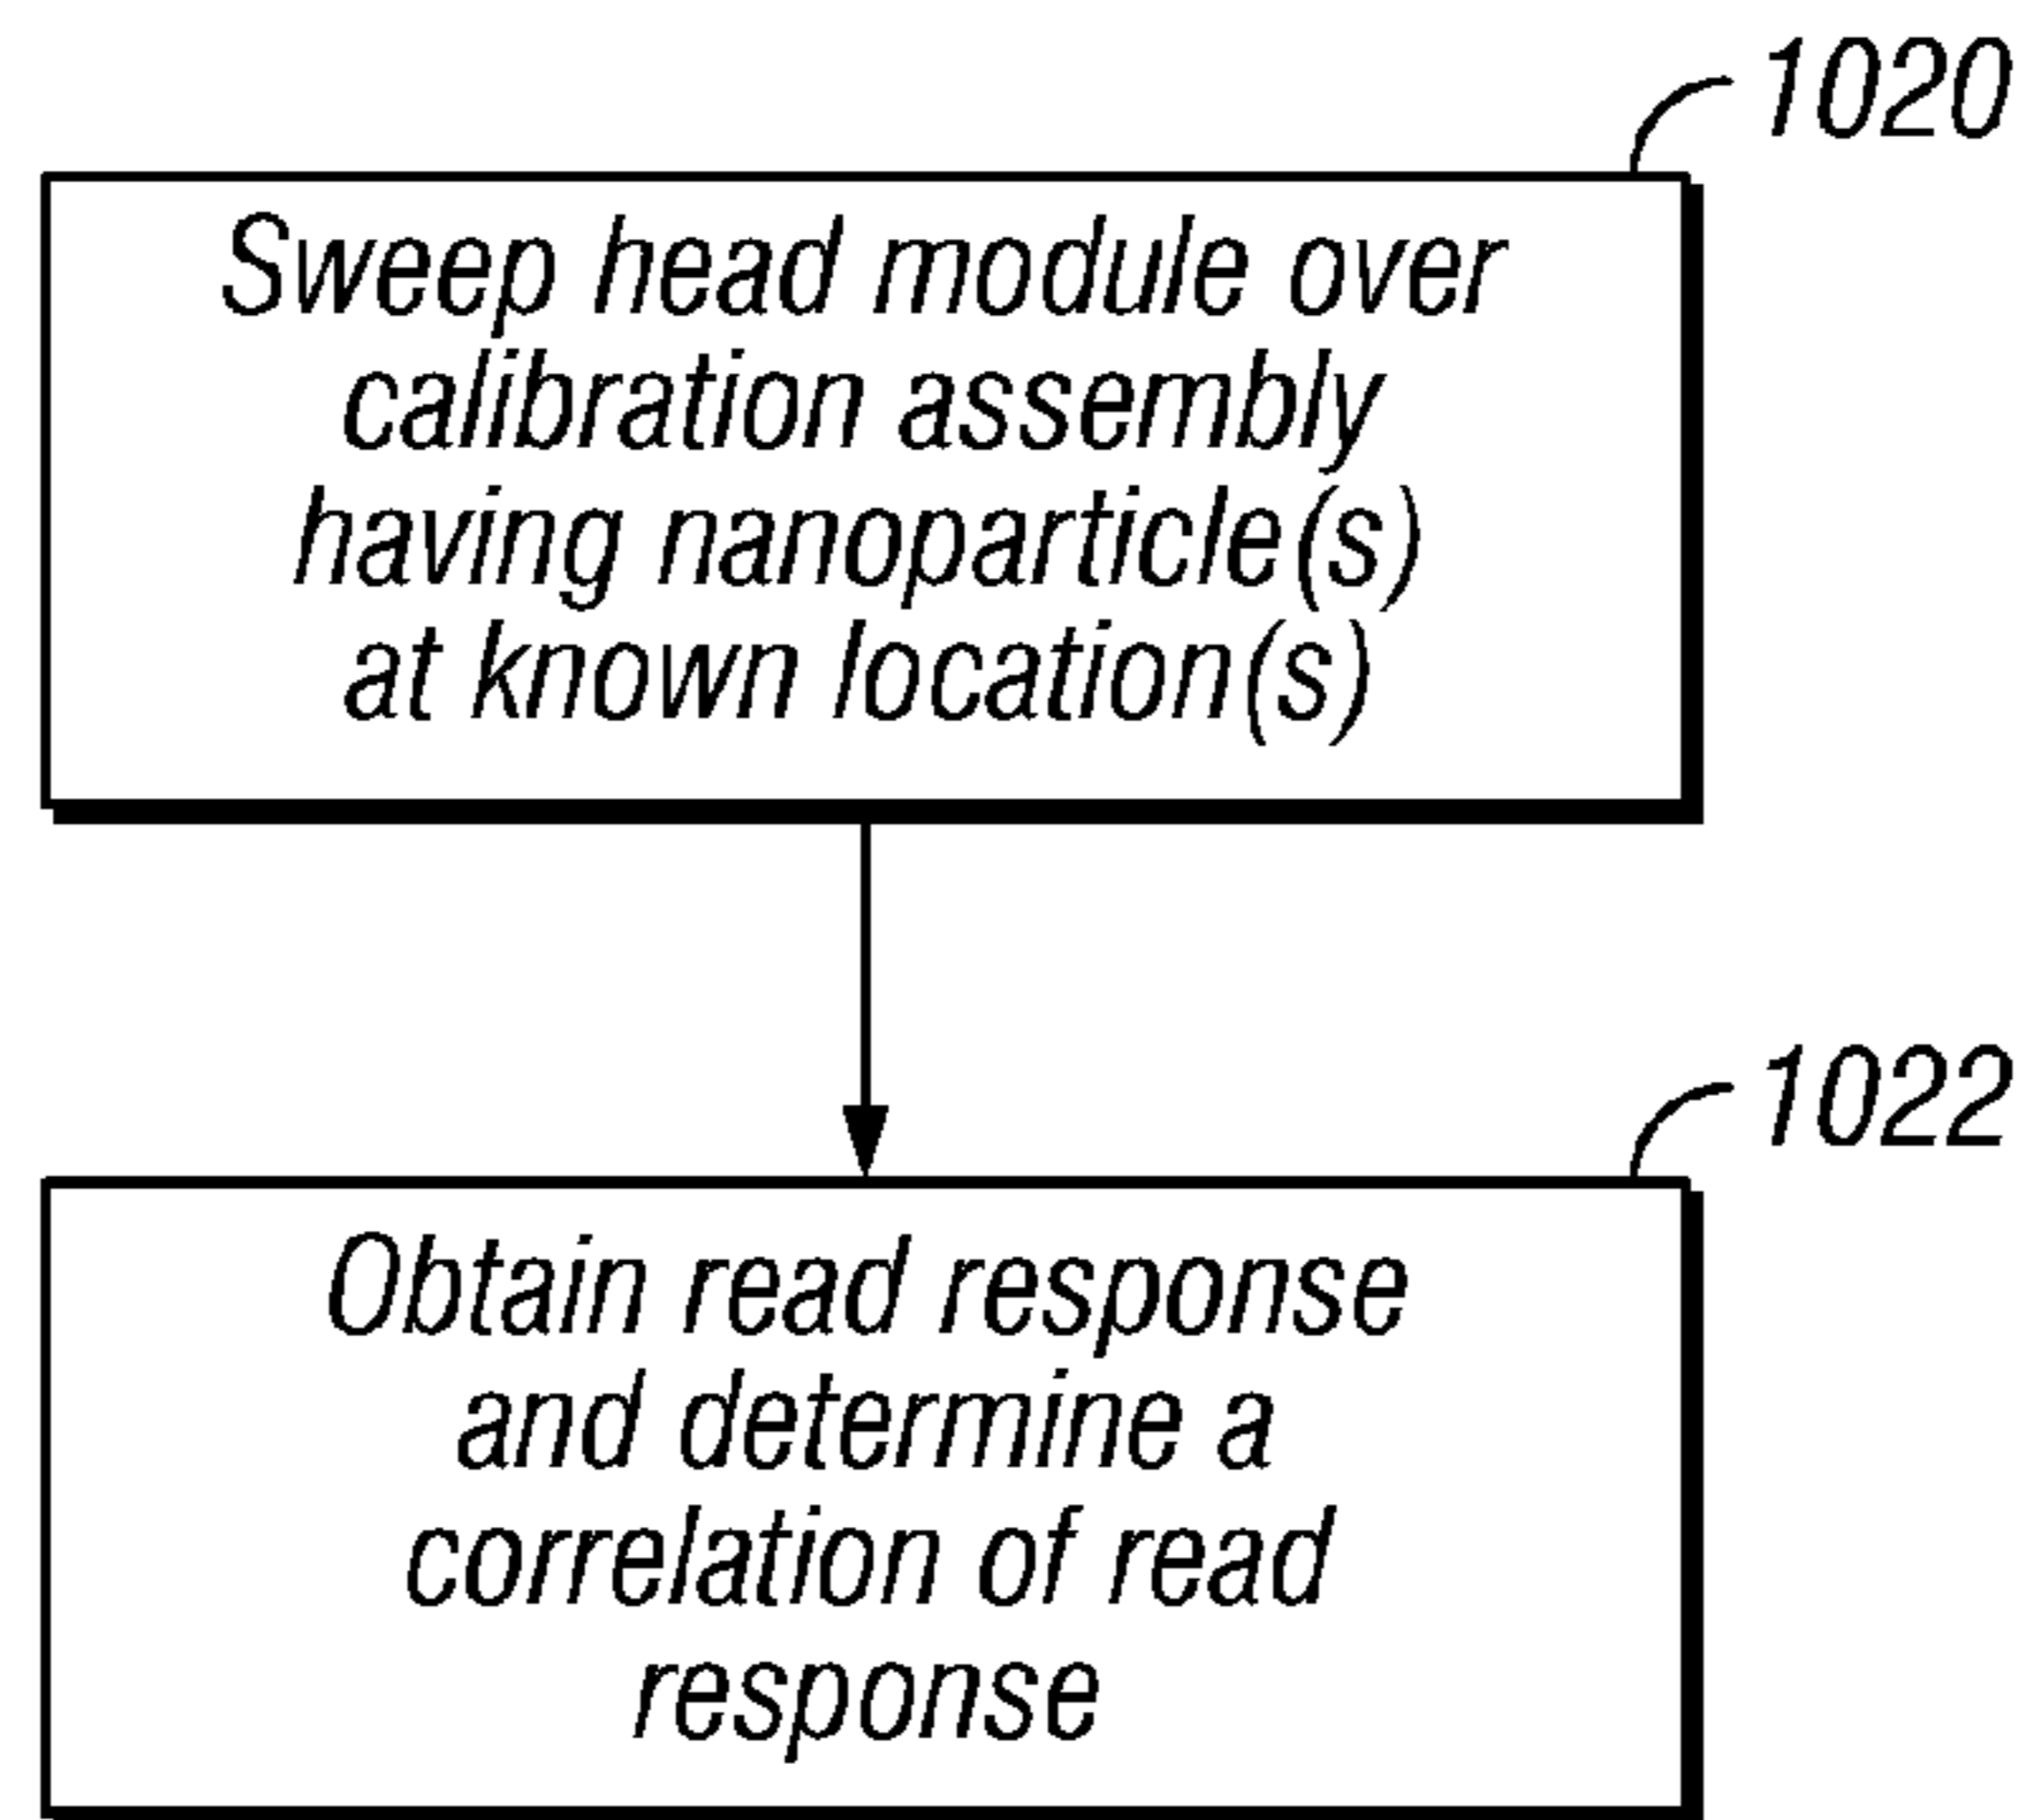 1020
Sweep head module over
calibration assembly
having nanoparticle(s)
at known location(s)
1022
Obtain read response
and determine a
correlation of read
response